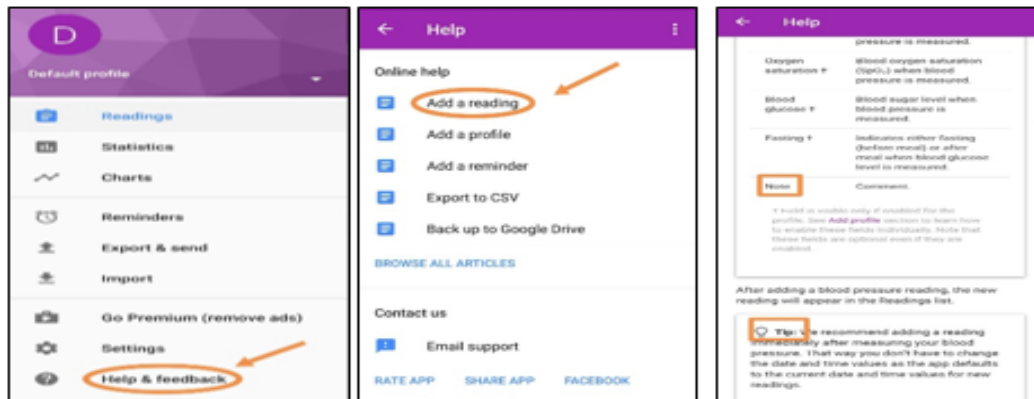 D
Default profile
Readings
Statistics
Charts
Reminders
Export & send
Import
Go Premium (remove ads)
Settings
Help & feedback
Help
Online help
Add a reading
Add a profile
Add a reminder
Export to CSV
Back up to Google Drive
BROWSE ALL ARTICLES
Contact us
Email support
RATE APP SHARE APP FACEBOOK
Help
pressure is measured.
Oxygen
saturation †
Blood oxygen saturation
(SpO₂) when blood
pressure is measured.
Blood
glucose †
Blood sugar level when
blood pressure is
measured.
Fasting †
Indicates either fasting
(before meal) or after
meal when blood glucose
level is measured.
Note
Comment.
† Field is visible only if enabled for the
profile. See Add profile section to learn how
to enable these fields individually. Note that
these fields are optional even if they are
enabled.
After adding a blood pressure reading, the new
reading will appear in the Readings list.
Tip: We recommend adding a reading
immediately after measuring your blood
pressure. That way you don't have to change
the date and time values as the app defaults
to the current date and time values for new
readings.